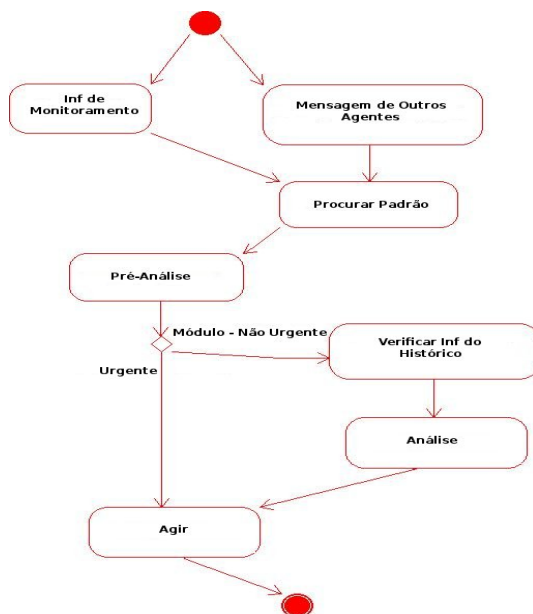 Inf de
Monitoramento
Mensagem de Outros
Agentes
Procurar Padrão
Pré-Análise
Módulo - Não Urgente
Urgente
Verificar Inf do
Histórico
Análise
Agir